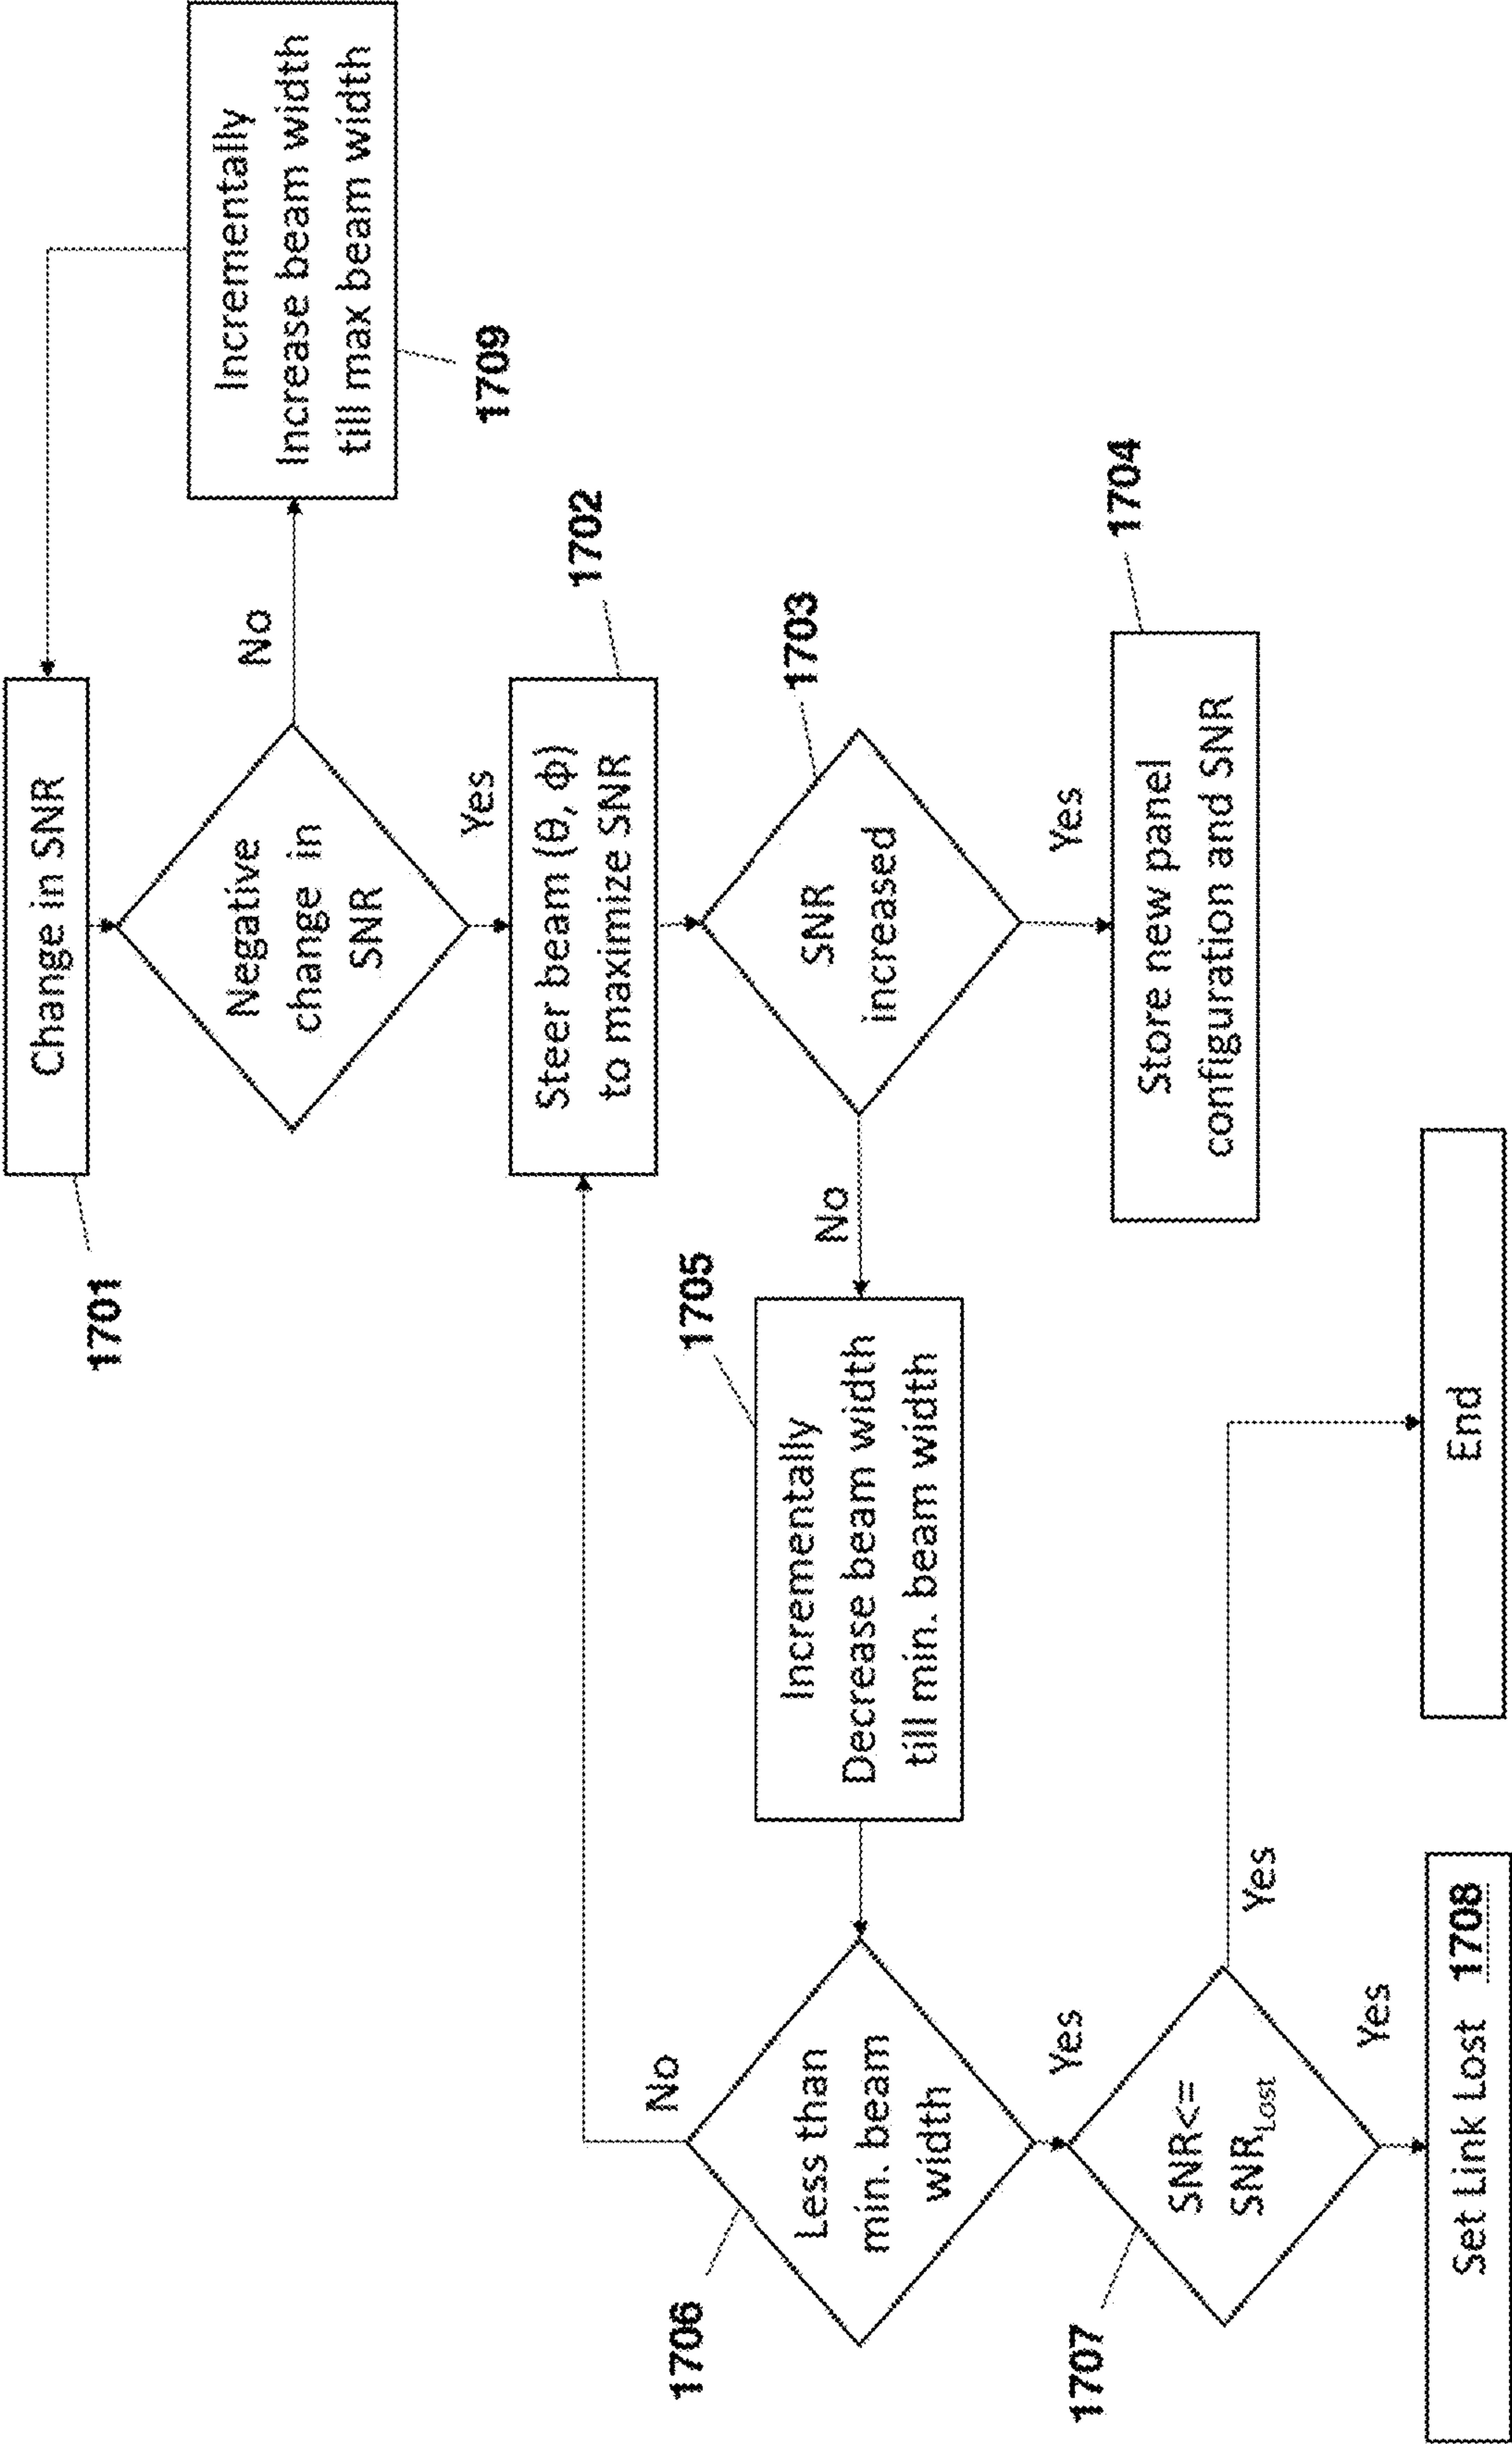 1701
Change in SNR
Negative
change in
SNR
No
Incrementally
Increase beam width
till max beam width
1709
Yes
Steer beam (θ, ϕ)
to maximize SNR
1702
SNR
increased
1703
Yes
Store new panel
configuration and SNR
1704
No
Incrementally
Decrease beam width
till min. beam width
1705
Less than
min. beam
width
1706
No
Yes
SNR<=
SNRLost
1707
Yes
Yes
Set Link Lost 1708
End